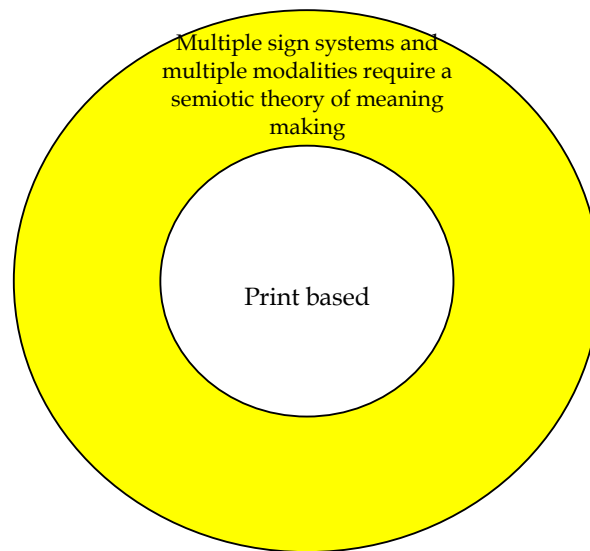 Multiple sign systems and
multiple modalities require a
semiotic theory of meaning
making
Print based